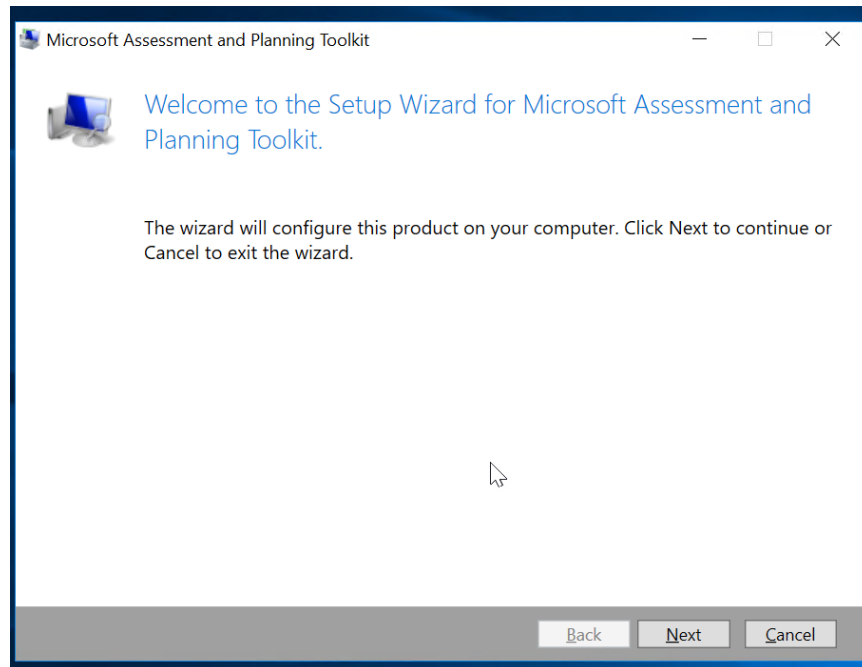 Microsoft Assessment and Planning Toolkit
Welcome to the Setup Wizard for Microsoft Assessment and
Planning Toolkit.
The wizard will configure this product on your computer. Click Next to continue or
Cancel to exit the wizard.
Back Next Cancel